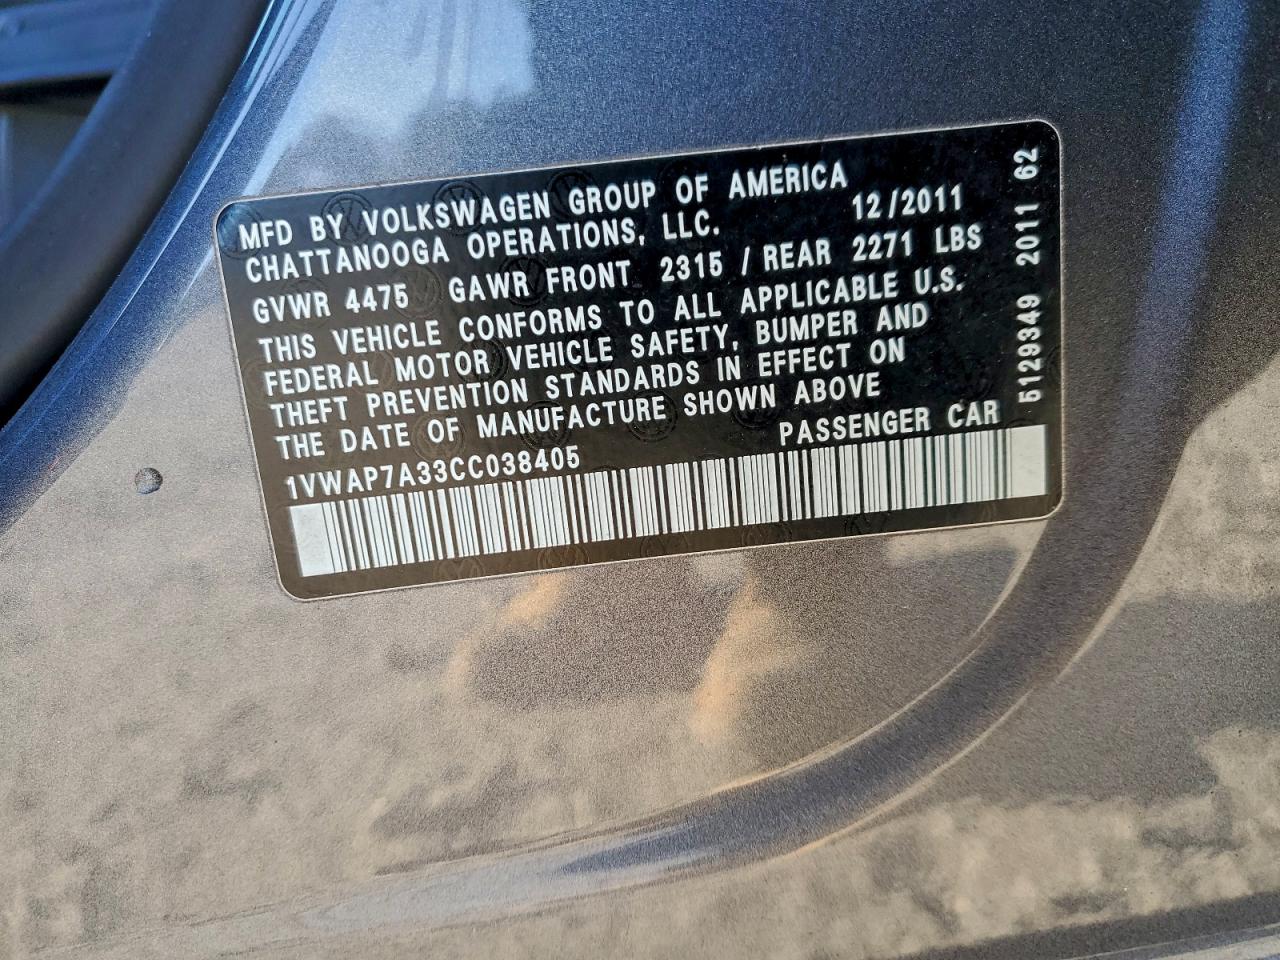 MFD BY VOLKSWAGEN GROUP OF AMERICA
CHATTANOOGA OPERATIONS, LLC. 12/2011
GVWR 4475 GAWR FRONT 2315 / REAR 2271 LBS
THIS VEHICLE CONFORMS TO ALL APPLICABLE U.S.
FEDERAL MOTOR VEHICLE SAFETY, BUMPER AND
THEFT PREVENTION STANDARDS IN EFFECT ON
THE DATE OF MANUFACTURE SHOWN ABOVE
1VWAP7A33CC038405 PASSENGER CAR
5129349 2011 62